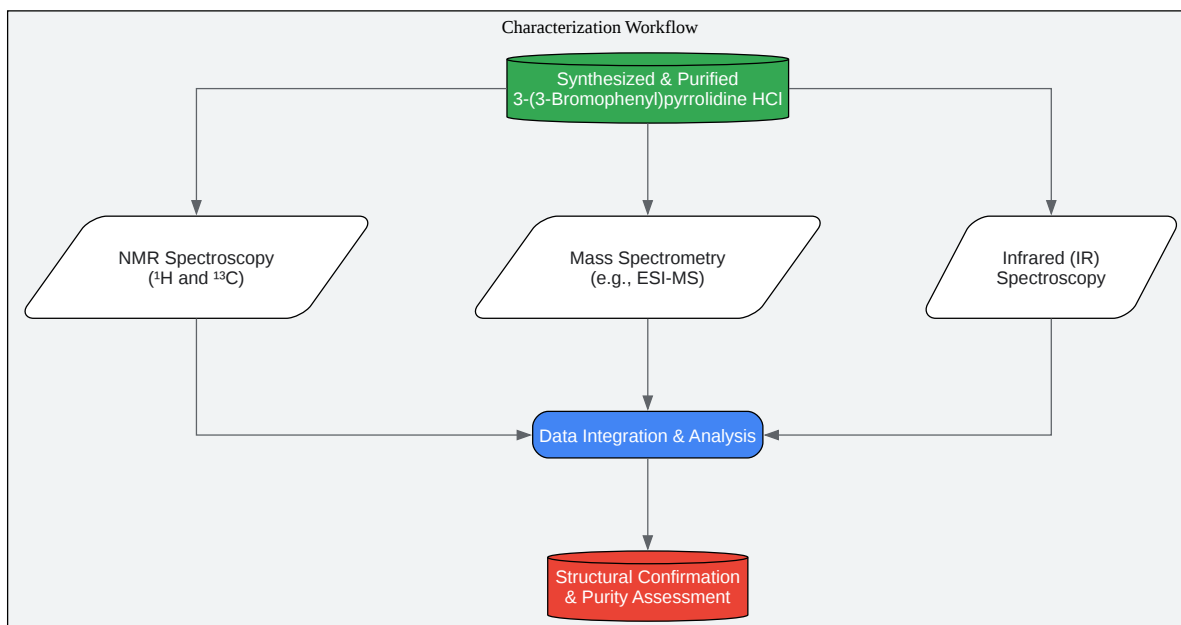 Characterization Workflow
Synthesized & Purified
3-(3-Bromophenyl)pyrrolidine HCl
NMR Spectroscopy
(¹H and ¹³C)
Mass Spectrometry
(e.g., ESI-MS)
Infrared (IR)
Spectroscopy
Data Integration & Analysis
Structural Confirmation
& Purity Assessment